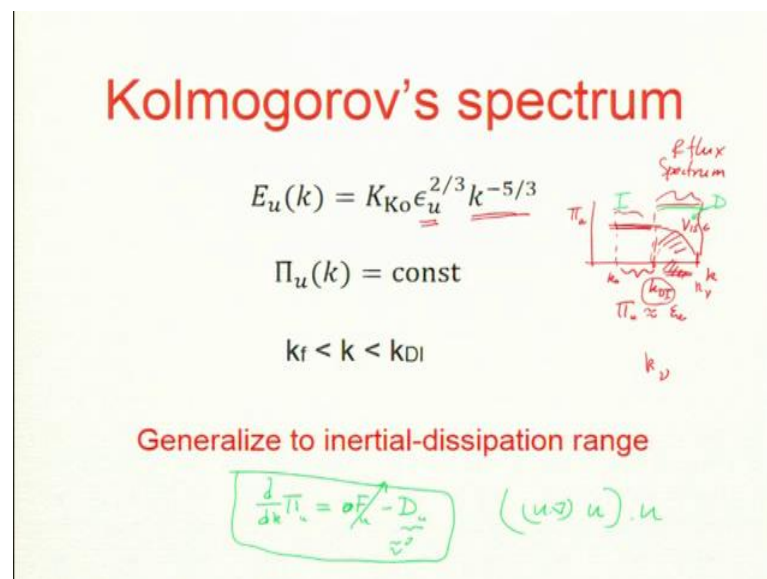 Kolmogorov's spectrum
E_u(k) = K_Ko ϵ_u^{2/3} k^{-5/3}
Π_u(k) = const
k_f < k < k_DI
flux
Spectrum
I
D
Π_u
k
k_DI
Π_u ≈ ε_u
k_ν
Generalize to inertial-dissipation range
d/dk Π_u = F_u - D_u
((u·∇) u) . u